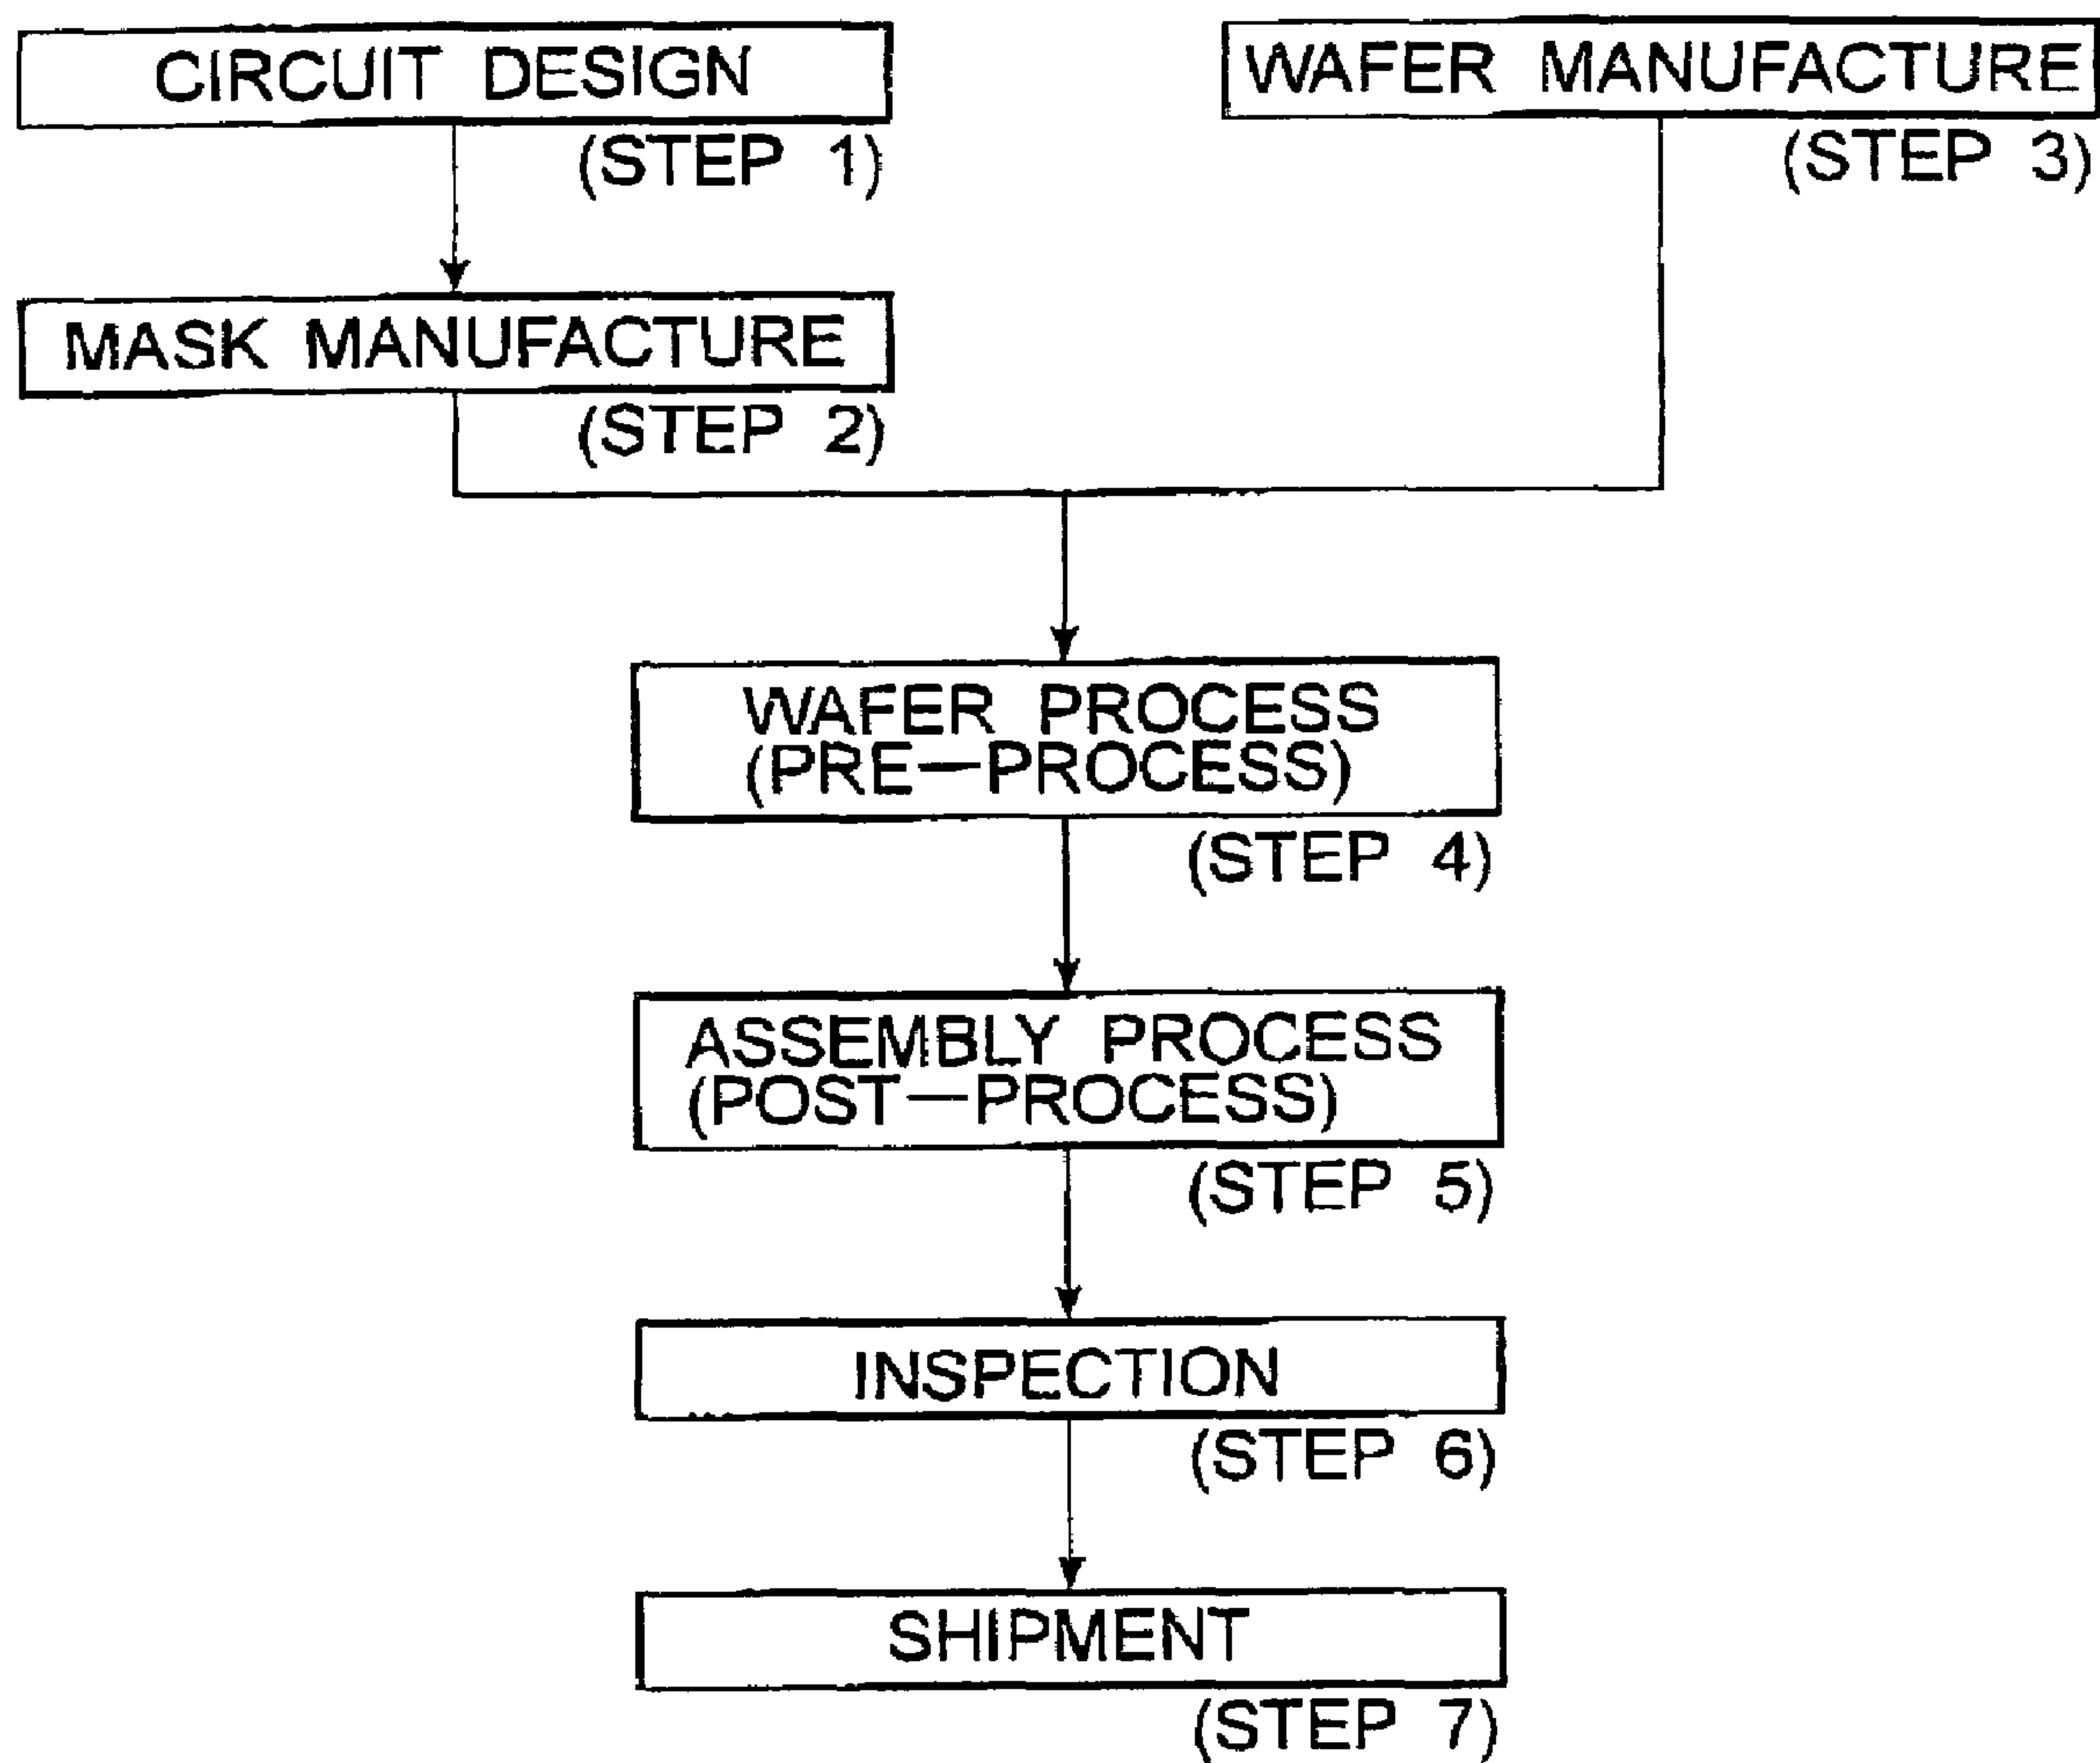 CIRCUIT DESIGN
(STEP 1)
WAFER MANUFACTURE
(STEP 3)
MASK MANUFACTURE
(STEP 2)
WAFER PROCESS
(PRE—PROCESS)
(STEP 4)
ASSEMBLY PROCESS
(POST—PROCESS)
(STEP 5)
INSPECTION
(STEP 6)
SHIPMENT
(STEP 7)